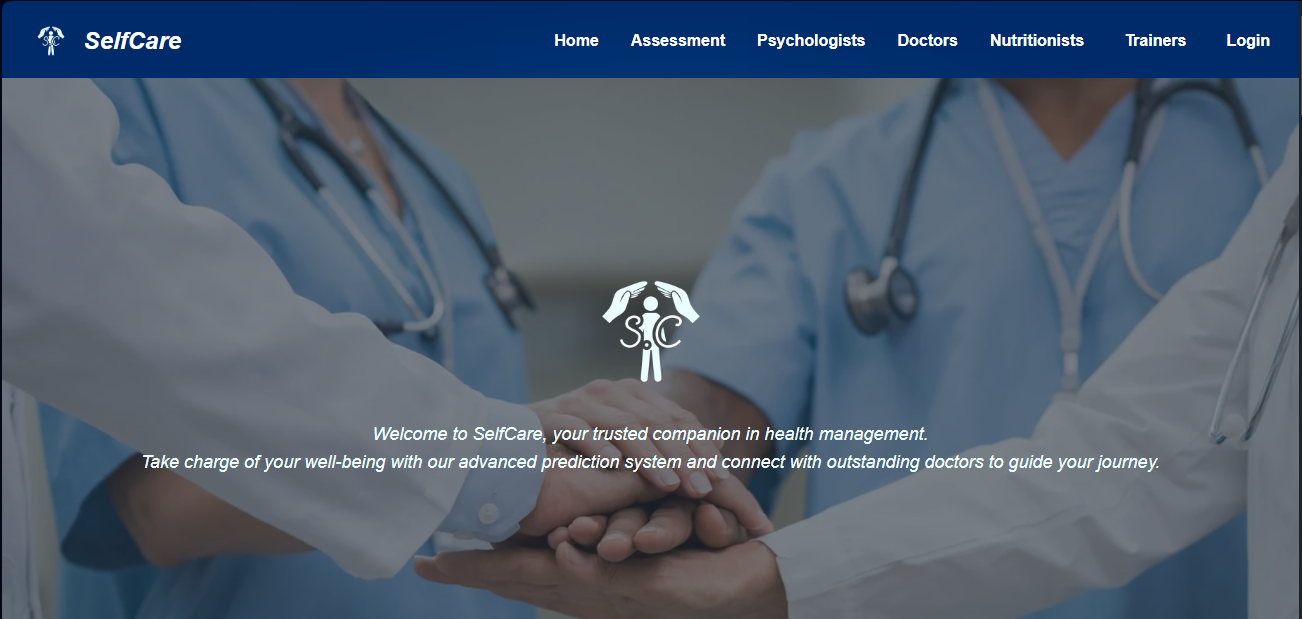 SelfCare
Home Assessment Psychologists Doctors Nutritionists Trainers Login
SC
Welcome to SelfCare, your trusted companion in health management.
Take charge of your well-being with our advanced prediction system and connect with outstanding doctors to guide your journey.